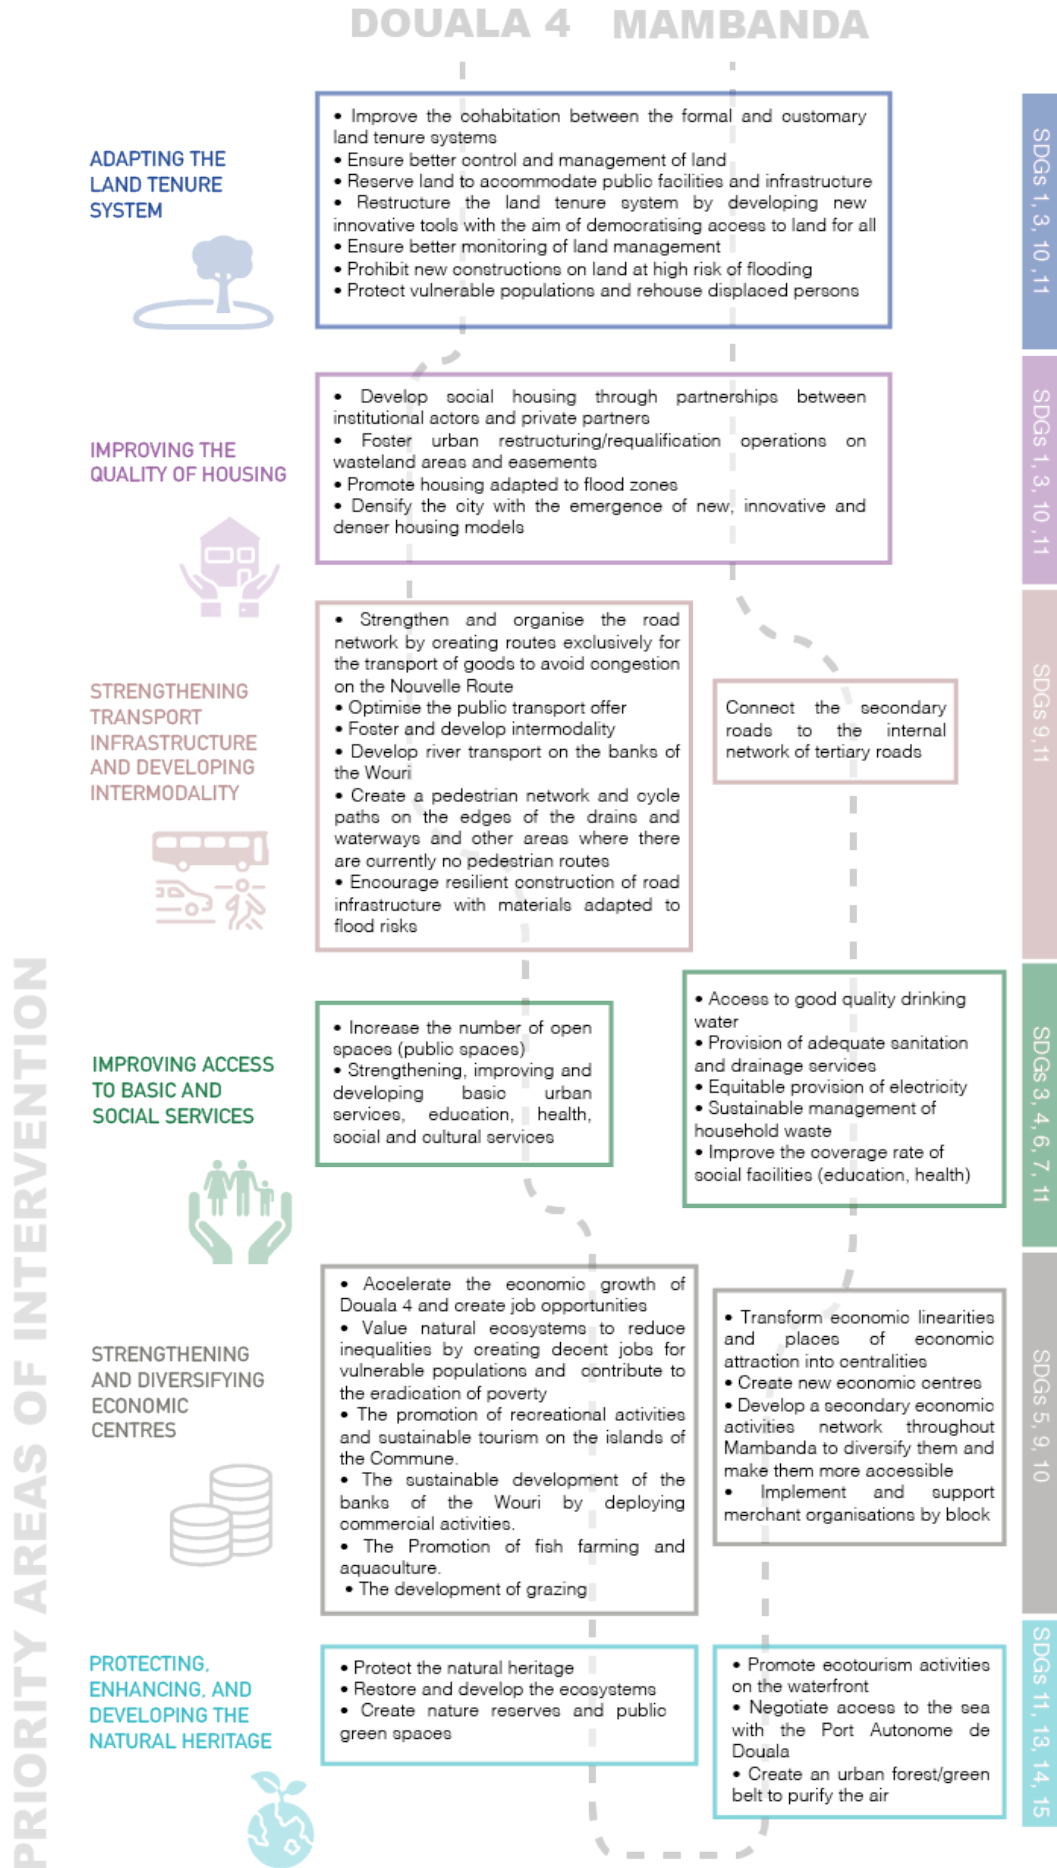 DOUALA 4 MAMBANDA
PRIORITY AREAS OF INTERVENTION
ADAPTING THE
LAND TENURE
SYSTEM
• Improve the cohabitation between the formal and customary
land tenure systems
• Ensure better control and management of land
• Reserve land to accommodate public facilities and infrastructure
• Restructure the land tenure system by developing new
innovative tools with the aim of democratising access to land for all
• Ensure better monitoring of land management
• Prohibit new constructions on land at high risk of flooding
• Protect vulnerable populations and rehouse displaced persons
SDGs 1, 3, 10 ,11
IMPROVING THE
QUALITY OF HOUSING
• Develop social housing through partnerships between
institutional actors and private partners
• Foster urban restructuring/requalification operations on
wasteland areas and easements
• Promote housing adapted to flood zones
• Densify the city with the emergence of new, innovative and
denser housing models
SDGs 1, 3, 10 ,11
STRENGTHENING
TRANSPORT
INFRASTRUCTURE
AND DEVELOPING
INTERMODALITY
• Strengthen and organise the road
network by creating routes exclusively for
the transport of goods to avoid congestion
on the Nouvelle Route
• Optimise the public transport offer
• Foster and develop intermodality
• Develop river transport on the banks of
the Wouri
• Create a pedestrian network and cycle
paths on the edges of the drains and
waterways and other areas where there
are currently no pedestrian routes
• Encourage resilient construction of road
infrastructure with materials adapted to
flood risks
Connect the secondary
roads to the internal
network of tertiary roads
SDGs 9,11
IMPROVING ACCESS
TO BASIC AND
SOCIAL SERVICES
• Increase the number of open
spaces (public spaces)
• Strengthening, improving and
developing basic urban
services, education, health,
social and cultural services
• Access to good quality drinking
water
• Provision of adequate sanitation
and drainage services
• Equitable provision of electricity
• Sustainable management of
household waste
• Improve the coverage rate of
social facilities (education, health)
SDGs 3, 4, 6, 7, 11
STRENGTHENING
AND DIVERSIFYING
ECONOMIC
CENTRES
• Accelerate the economic growth of
Douala 4 and create job opportunities
• Value natural ecosystems to reduce
inequalities by creating decent jobs for
vulnerable populations and contribute to
the eradication of poverty
• The promotion of recreational activities
and sustainable tourism on the islands of
the Commune.
• The sustainable development of the
banks of the Wouri by deploying
commercial activities.
• The Promotion of fish farming and
aquaculture.
• The development of grazing
• Transform economic linearities
and places of economic
attraction into centralities
• Create new economic centres
• Develop a secondary economic
activities network throughout
Mambanda to diversify them and
make them more accessible
• Implement and support
merchant organisations by block
SDGs 5, 9, 10
PROTECTING,
ENHANCING, AND
DEVELOPING THE
NATURAL HERITAGE
• Protect the natural heritage
• Restore and develop the ecosystems
• Create nature reserves and public
green spaces
• Promote ecotourism activities
on the waterfront
• Negotiate access to the sea
with the Port Autonome de
Douala
• Create an urban forest/green
belt to purify the air
SDGs 11, 13, 14, 15